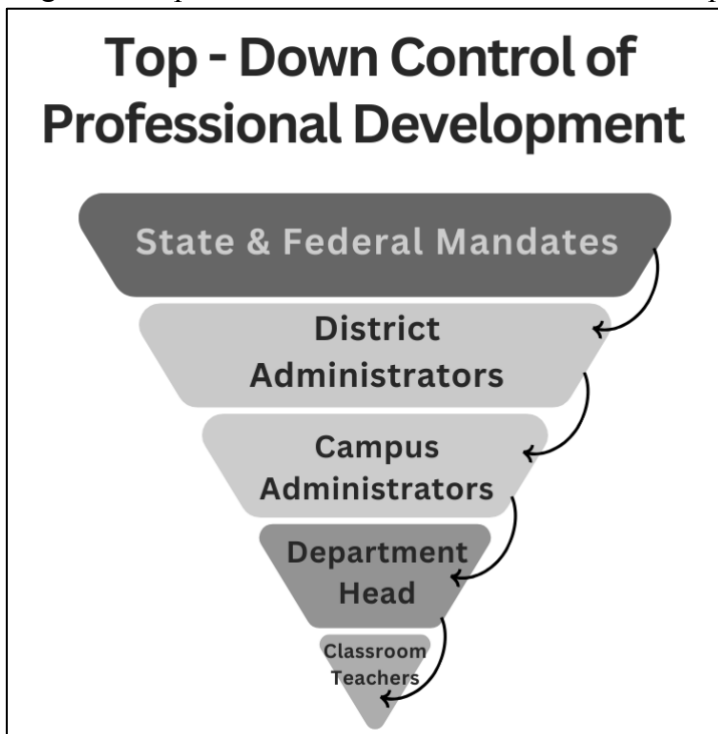 Top - Down Control of
Professional Development
State & Federal Mandates
District
Administrators
Campus
Administrators
Department
Head
Classroom
Teachers